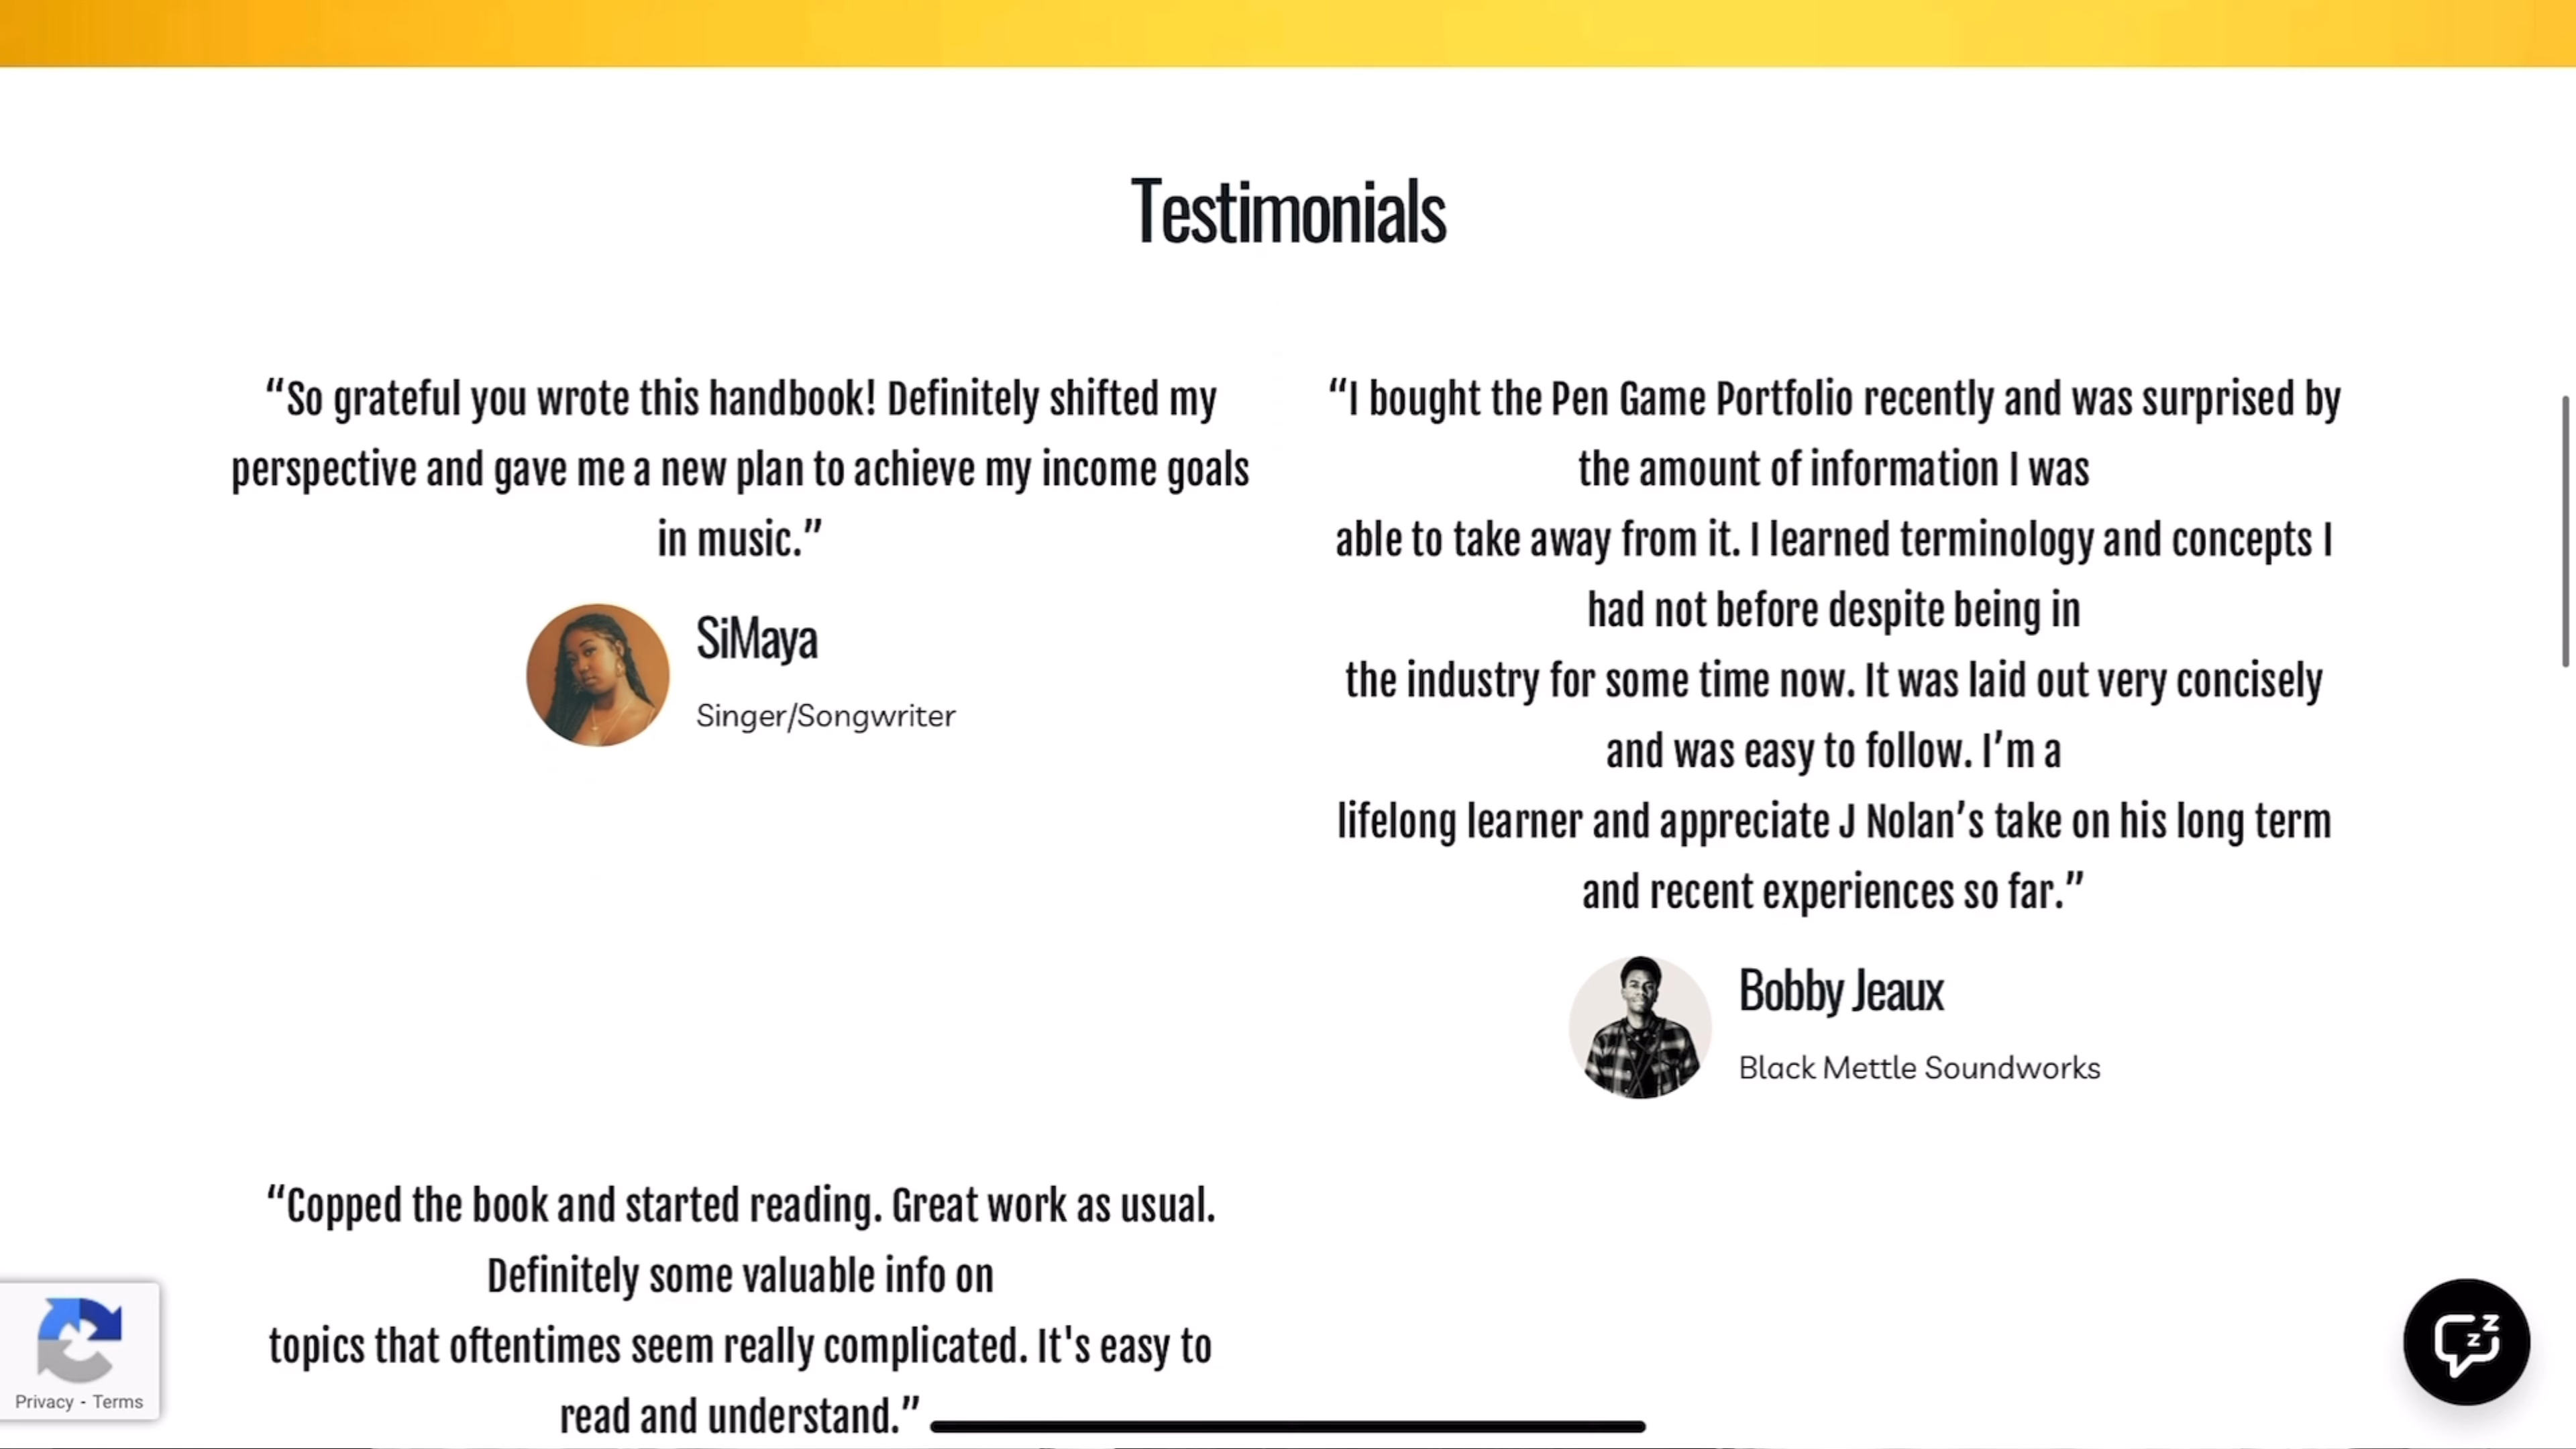 Testimonials
“So grateful you wrote this handbook! Definitely shifted my
perspective and gave me a new plan to achieve my income goals
in music.”
SiMaya
Singer/Songwriter
“I bought the Pen Game Portfolio recently and was surprised by
the amount of information I was
able to take away from it. I learned terminology and concepts I
had not before despite being in
the industry for some time now. It was laid out very concisely
and was easy to follow. I’m a
lifelong learner and appreciate J Nolan’s take on his long term
and recent experiences so far.”
Bobby Jeaux
Black Mettle Soundworks
“Copped the book and started reading. Great work as usual.
Definitely some valuable info on
topics that oftentimes seem really complicated. It's easy to
read and understand.”
Privacy - Terms
z z